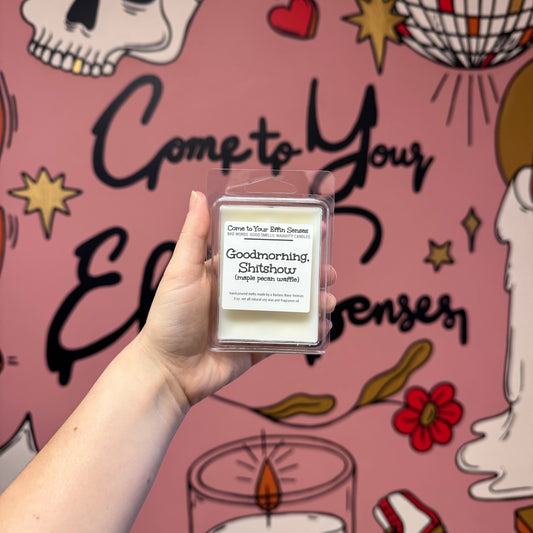 Come to Your
Senses
Come to Your Effin Senses
BAD WORDS. GOOD SMELLS. NAUGHTY CANDLES.
Goodmorning,
Shitshow
(maple pecan waffle)